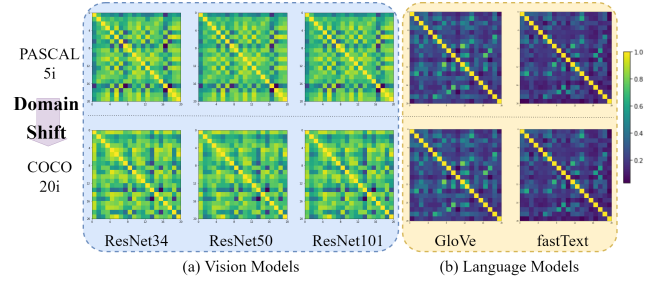 PASCAL
5i
Domain
Shift
COCO
20i
1.0
0.8
0.6
0.4
0.2
ResNet34
ResNet50
ResNet101
GloVe
fastText
(a) Vision Models
(b) Language Models